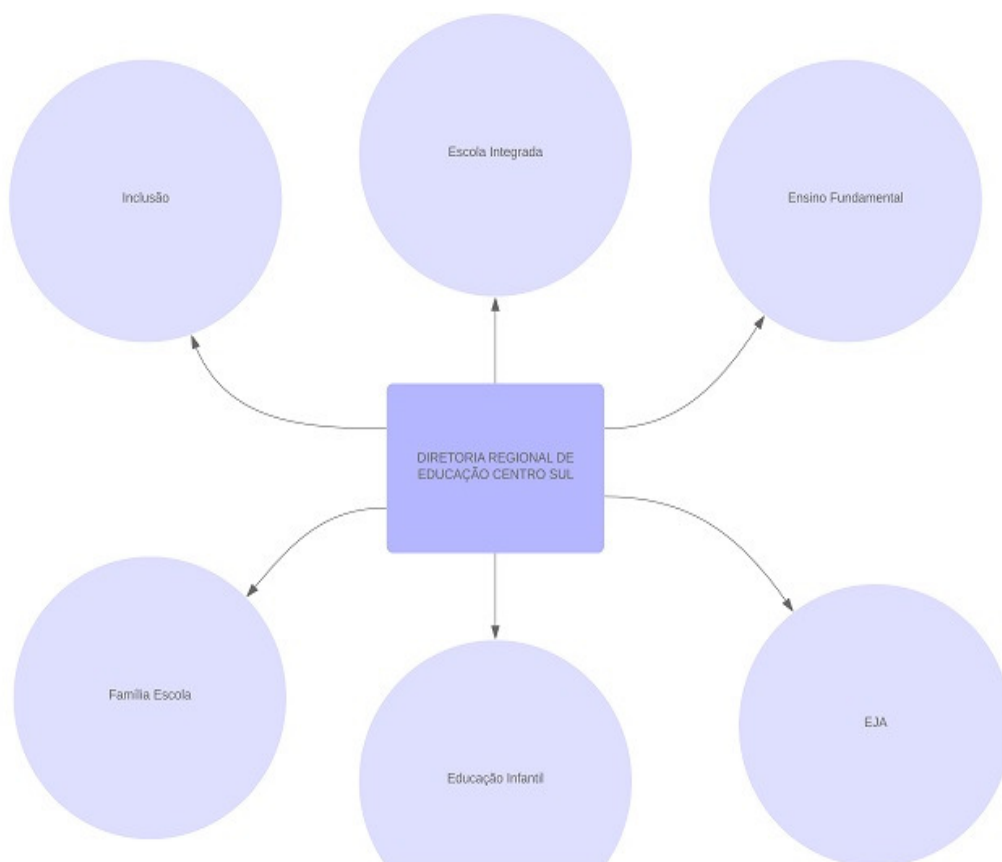 Escola Integrada
Inclusão
Ensino Fundamental
DIRETORIA REGIONAL DE
EDUCAÇÃO CENTRO SUL
Família Escola
EJA
Educação Infantil